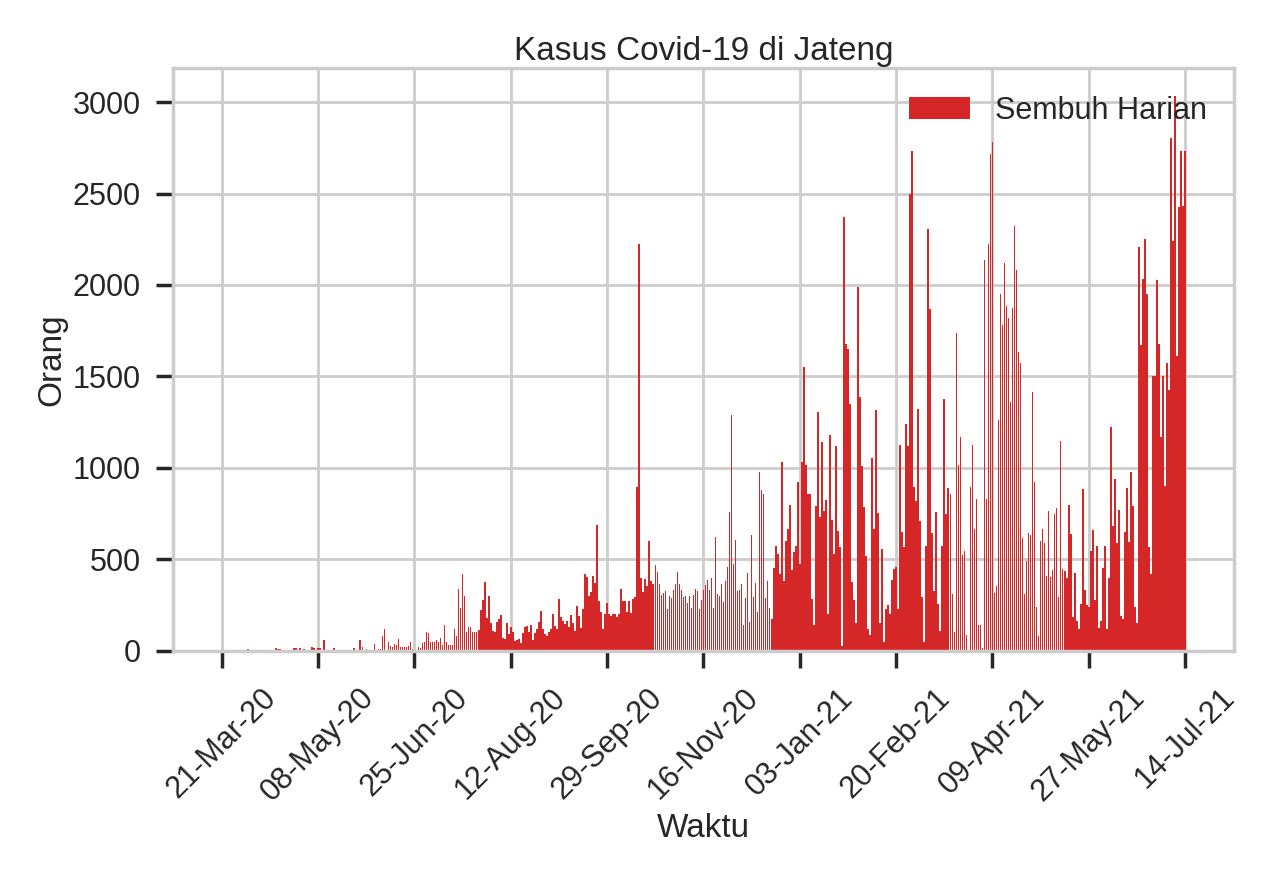 Kasus Covid-19 di Jateng
Sembuh Harian
Orang
3000
2500
2000
1500
1000
500
0
21-Mar-20
08-May-20
25-Jun-20
12-Aug-20
29-Sep-20
16-Nov-20
03-Jan-21
20-Feb-21
09-Apr-21
27-May-21
14-Jul-21
Waktu